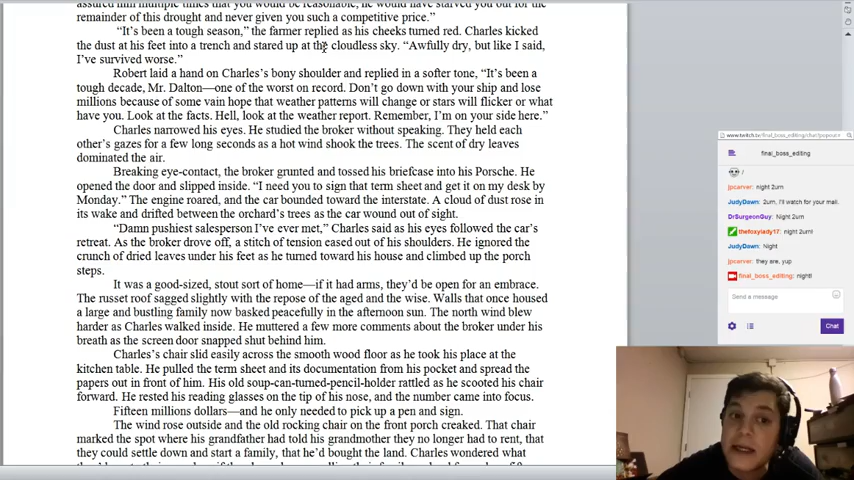 assured him multiple times that you would be reasonable, he would have starved you out for the
remainder of this drought and never given you such a competitive price.”
“It’s been a tough season,” the farmer replied as his cheeks turned red. Charles kicked
the dust at his feet into a trench and stared up at the cloudless sky. “Awfully dry, but like I said,
I’ve survived worse.”
Robert laid a hand on Charles’s bony shoulder and replied in a softer tone, “It’s been a
tough decade, Mr. Dalton—one of the worst on record. Don’t go down with your ship and lose
millions because of some vain hope that weather patterns will change or stars will flicker or what
have you. Look at the facts. Hell, look at the weather report. Remember, I’m on your side here.”
Charles narrowed his eyes. He studied the broker without speaking. They held each
other’s gazes for a few long seconds as a hot wind shook the trees. The scent of dry leaves
dominated the air.
Breaking eye-contact, the broker grunted and tossed his briefcase into his Porsche. He
opened the door and slipped inside. “I need you to sign that term sheet and get it on my desk by
Monday.” The engine roared, and the car bounded toward the interstate. A cloud of dust rose in
its wake and drifted between the orchard’s trees as the car wound out of sight.
“Damn pushiest salesperson I’ve ever met,” Charles said as his eyes followed the car’s
retreat. As the broker drove off, a stitch of tension eased out of his shoulders. He ignored the
crunch of dried leaves under his feet as he turned toward his house and climbed up the porch
steps.
It was a good-sized, stout sort of home—if it had arms, they’d be open for an embrace.
The russet roof sagged slightly with the repose of the aged and the wise. Walls that once housed
a large and bustling family now basked peacefully in the afternoon sun. The north wind blew
harder as Charles walked inside. He muttered a few more comments about the broker under his
breath as the screen door snapped shut behind him.
Charles’s chair slid easily across the smooth wood floor as he took his place at the
kitchen table. He pulled the term sheet and its documentation from his pocket and spread the
papers out in front of him. His old soup-can-turned-pencil-holder rattled as he scooted his chair
forward. He rested his reading glasses on the tip of his nose, and the number came into focus.
Fifteen millions dollars—and he only needed to pick up a pen and sign.
The wind rose outside and the old rocking chair on the front porch creaked. That chair
marked the spot where his grandfather had told his grandmother they no longer had to rent, that
they could settle down and start a family, that he’d bought the land. Charles wondered what
www.twitch.tv/final_boss_editing/chat?popout
final_boss_editing
/
jpcarver: night 2urn
JudyDawn: 2urn, I'll watch for your mail.
DrSurgeonGuy: Night 2urn
thefoxylady17: night 2urn!
JudyDawn: Night
jpcarver: they are, yup
final_boss_editing: night!
Send a message
Chat